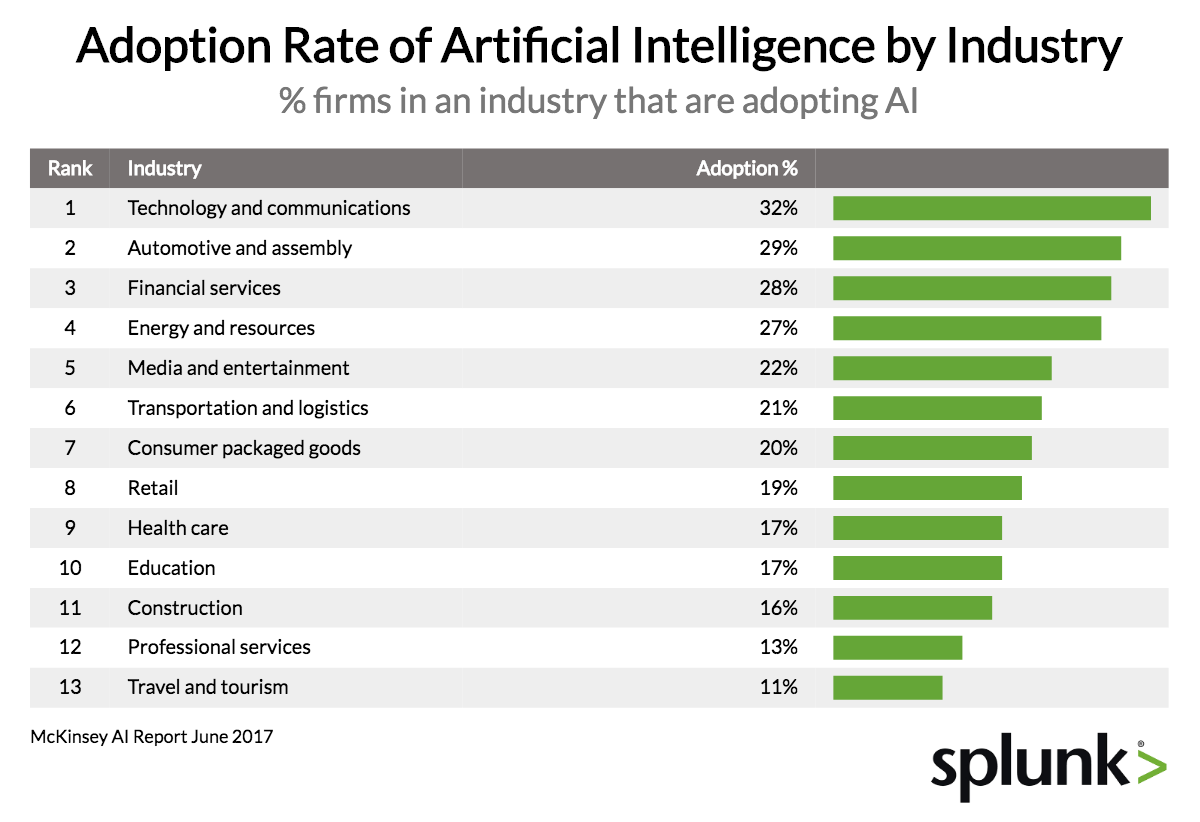 Adoption Rate of Artificial Intelligence by Industry
% firms in an industry that are adopting AI
Rank Industry Adoption %
1 Technology and communications 32%
2 Automotive and assembly 29%
3 Financial services 28%
4 Energy and resources 27%
5 Media and entertainment 22%
6 Transportation and logistics 21%
7 Consumer packaged goods 20%
8 Retail 19%
9 Health care 17%
10 Education 17%
11 Construction 16%
12 Professional services 13%
13 Travel and tourism 11%
McKinsey AI Report June 2017
splunk>®